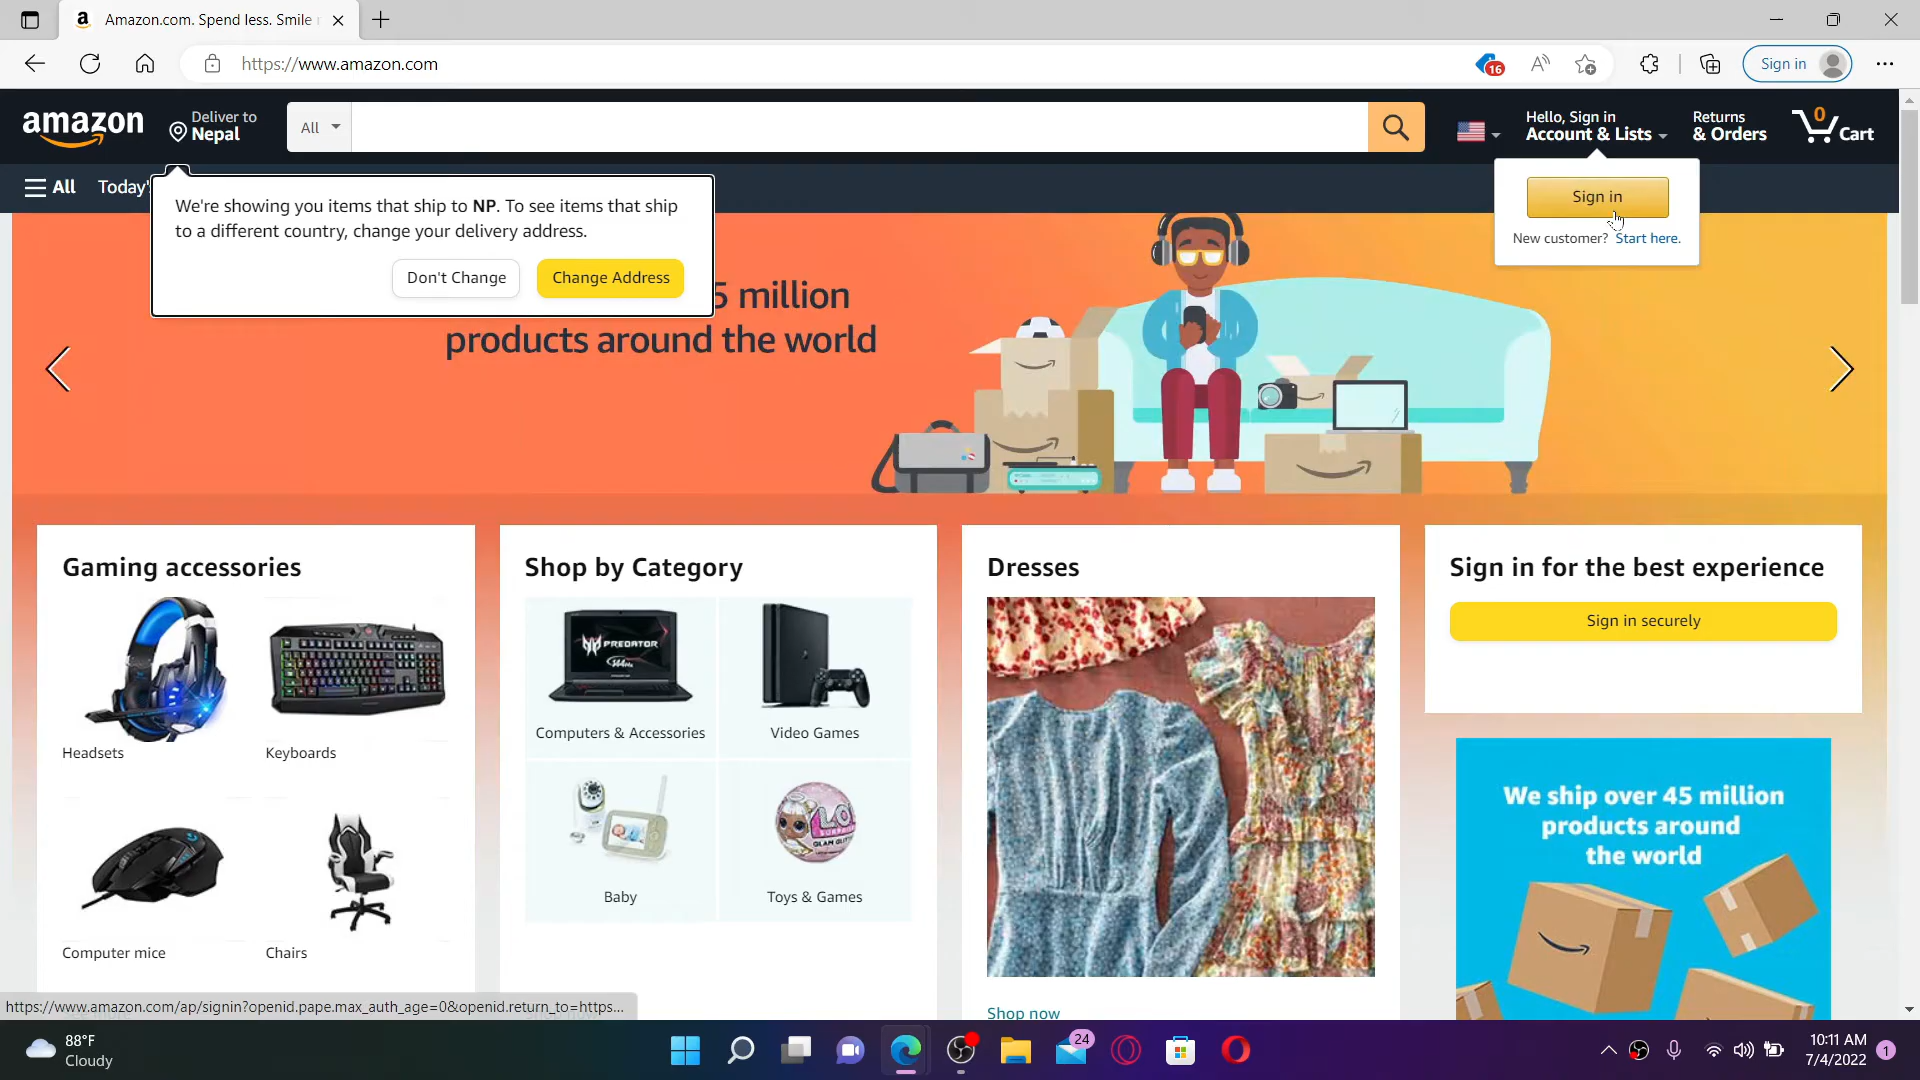 Amazon.com. Spend less. Smile
https://www.amazon.com
16
Sign in
amazon
Deliver to
Nepal
All
Hello, Sign in
Account & Lists
Returns
& Orders
0
Cart
All
Today'
We're showing you items that ship to NP. To see items that ship
to a different country, change your delivery address.
Don't Change
Change Address
Sign in
New customer? Start here.
5 million
products around the world
Gaming accessories
Headsets
Keyboards
Computer mice
Chairs
Shop by Category
PREDATOR
Computers & Accessories
Video Games
Baby
Toys & Games
Dresses
Shop now
Sign in for the best experience
Sign in securely
We ship over 45 million
products around
the world
https://www.amazon.com/ap/signin?openid.pape.max_auth_age=0&openid.return_to=https...
88°F
Cloudy
24
10:11 AM
7/4/2022
1